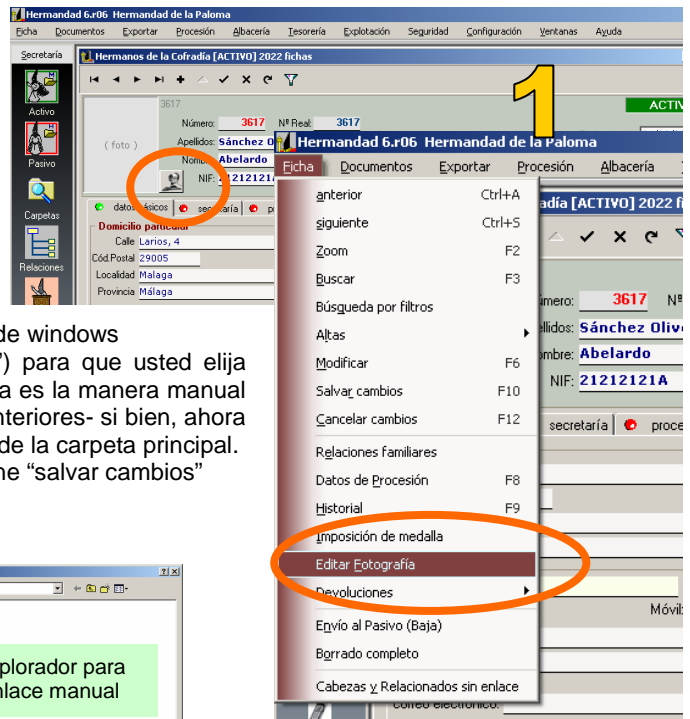 Hermandad 6.r06 Hermandad de la Paloma
Ficha Documentos Exportar Procesión Albacería Tesorería Explotación Seguridad Configuración Ventanas Ayuda
Secretaría
Hermanos de la Cofradía [ACTIVO] 2022 fichas
Activo
Pasivo
Carpetas
Relaciones
3617
( foto )
Número: 3617 Nº Real: 3617
Apellidos: Sánchez O
Nombre: Abelardo
NIF: 21212121A
datos básicos secretaría
Domicilio particular
Calle Larios, 4
Cód.Postal 29005
Localidad Malaga
Provincia Málaga
1
Hermandad 6.r06 Hermandad de la Paloma
Ficha Documentos Exportar Procesión Albacería
anterior Ctrl+A
siguiente Ctrl+S
Zoom F2
Buscar F3
Búsqueda por filtros
Altas
Modificar F6
Salvar cambios F10
Cancelar cambios F12
Relaciones familiares
Datos de Procesión F8
Historial F9
Imposición de medalla
Editar Fotografía
Devoluciones
Envío al Pasivo (Baja)
Borrado completo
Cabezas y Relacionados sin enlace
adía [ACTIVO] 2022 fi
úmero: 3617 Nº
ellidos: Sánchez Olive
ombre: Abelardo
NIF: 21212121A
secretaría proce
Móvil:
correo electrónico:
de windows
”) para que usted elija
a es la manera manual
nteriores- si bien, ahora
de la carpeta principal.
ne “salvar cambios”
plorador para
nlace manual